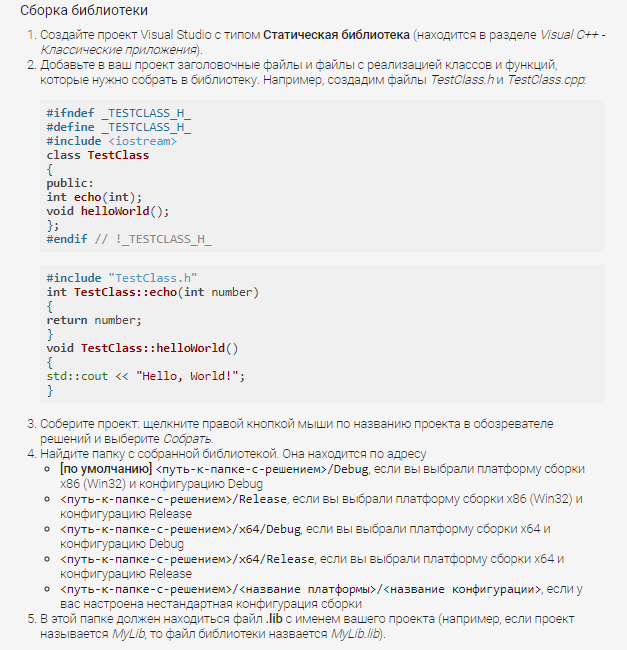 Сборка библиотеки
1. Создайте проект Visual Studio с типом Статическая библиотека (находится в разделе Visual C++ -
Классические приложения).
2. Добавьте в ваш проект заголовочные файлы и файлы с реализацией классов и функций,
которые нужно собрать в библиотеку. Например, создадим файлы TestClass.h и TestClass.cpp:
#ifndef _TESTCLASS_H_
#define _TESTCLASS_H_
#include <iostream>
class TestClass
{
public:
int echo(int);
void helloWorld();
};
#endif // !_TESTCLASS_H_
#include "TestClass.h"
int TestClass::echo(int number)
{
return number;
}
void TestClass::helloWorld()
{
std::cout << "Hello, World!";
}
3. Соберите проект: щелкните правой кнопкой мыши по названию проекта в обозревателе
решений и выберите Собрать.
4. Найдите папку с собранной библиотекой. Она находится по адресу
[по умолчанию] <путь-к-папке-с-решением>/Debug, если вы выбрали платформу сборки
x86 (Win32) и конфигурацию Debug
<путь-к-папке-с-решением>/Release, если вы выбрали платформу сборки x86 (Win32) и
конфигурацию Release
<путь-к-папке-с-решением>/x64/Debug, если вы выбрали платформу сборки x64 и
конфигурацию Debug
<путь-к-папке-с-решением>/x64/Release, если вы выбрали платформу сборки x64 и
конфигурацию Release
<путь-к-папке-с-решением>/<название платформы>/<название конфигурации>, если у
вас настроена нестандартная конфигурация сборки
5. В этой папке должен находиться файл .lib с именем вашего проекта (например, если проект
называется MyLib, то файл библиотеки назвается MyLib.lib).